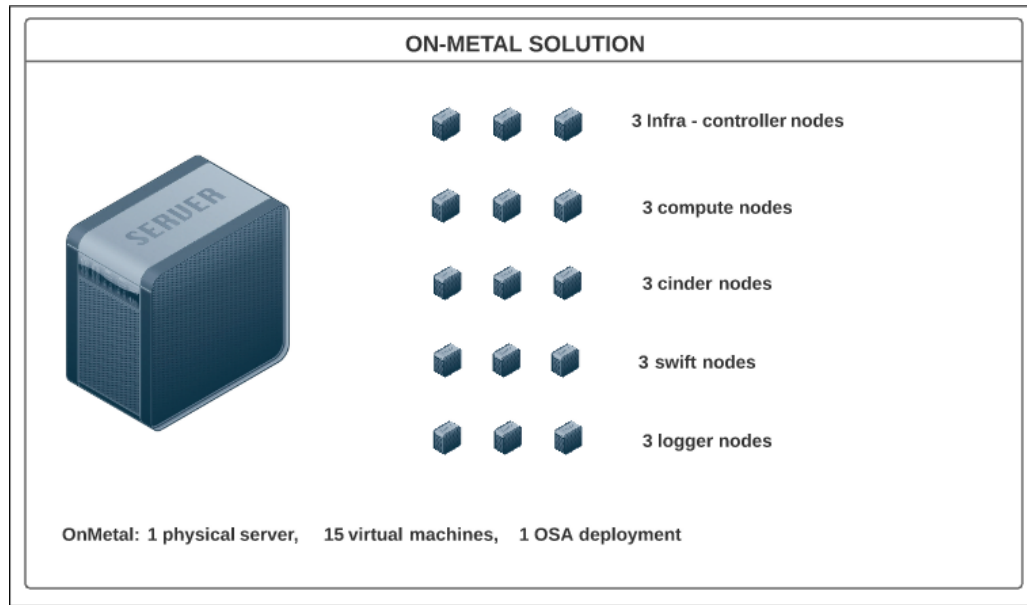 ON-METAL SOLUTION
SERVER
3 Infra - controller nodes
3 compute nodes
3 cinder nodes
3 swift nodes
3 logger nodes
OnMetal: 1 physical server, 15 virtual machines, 1 OSA deployment